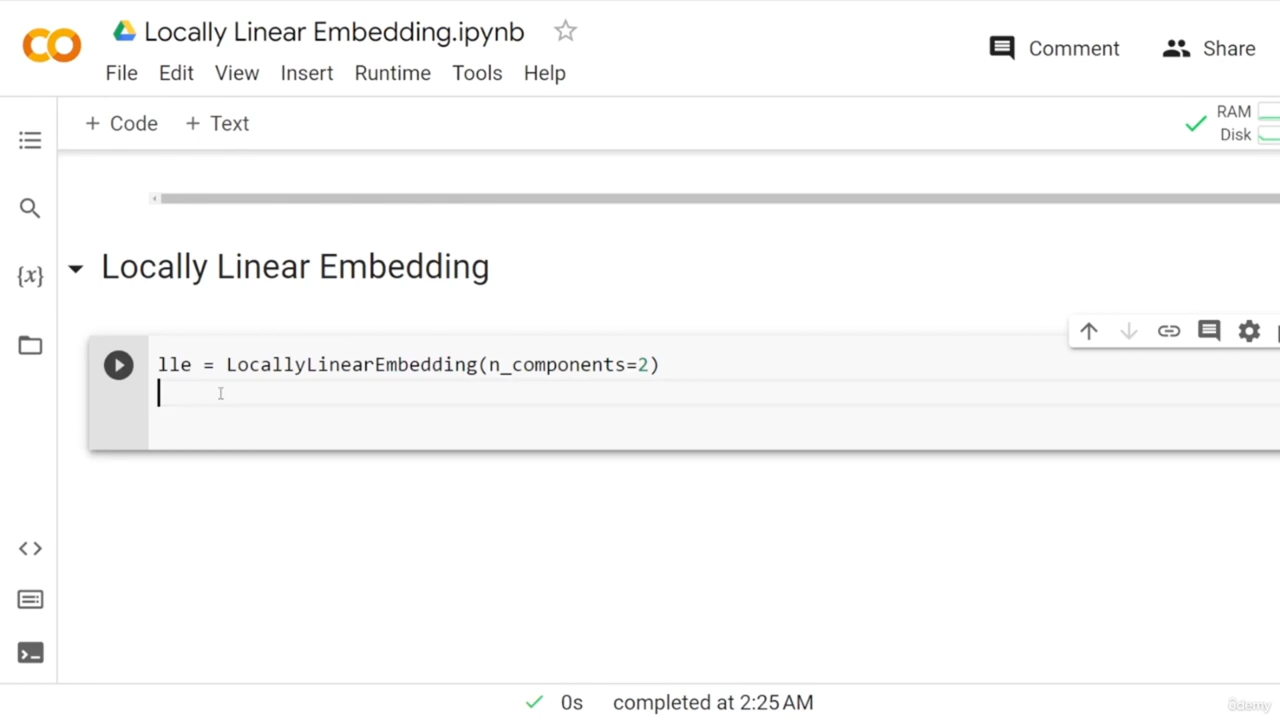 Locally Linear Embedding.ipynb
Comment
Share
File Edit View Insert Runtime Tools Help
+ Code + Text
RAM
Disk
{x}
Locally Linear Embedding
lle = LocallyLinearEmbedding(n_components=2)
0s completed at 2:25 AM
ûdemy